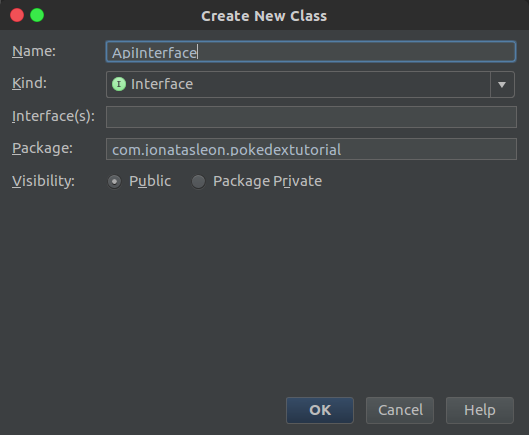 Create New Class
Name: ApiInterface
Kind: I Interface
Interface(s):
Package: com.jonatasleon.pokedextutorial
Visibility: Public Package Private
OK Cancel Help